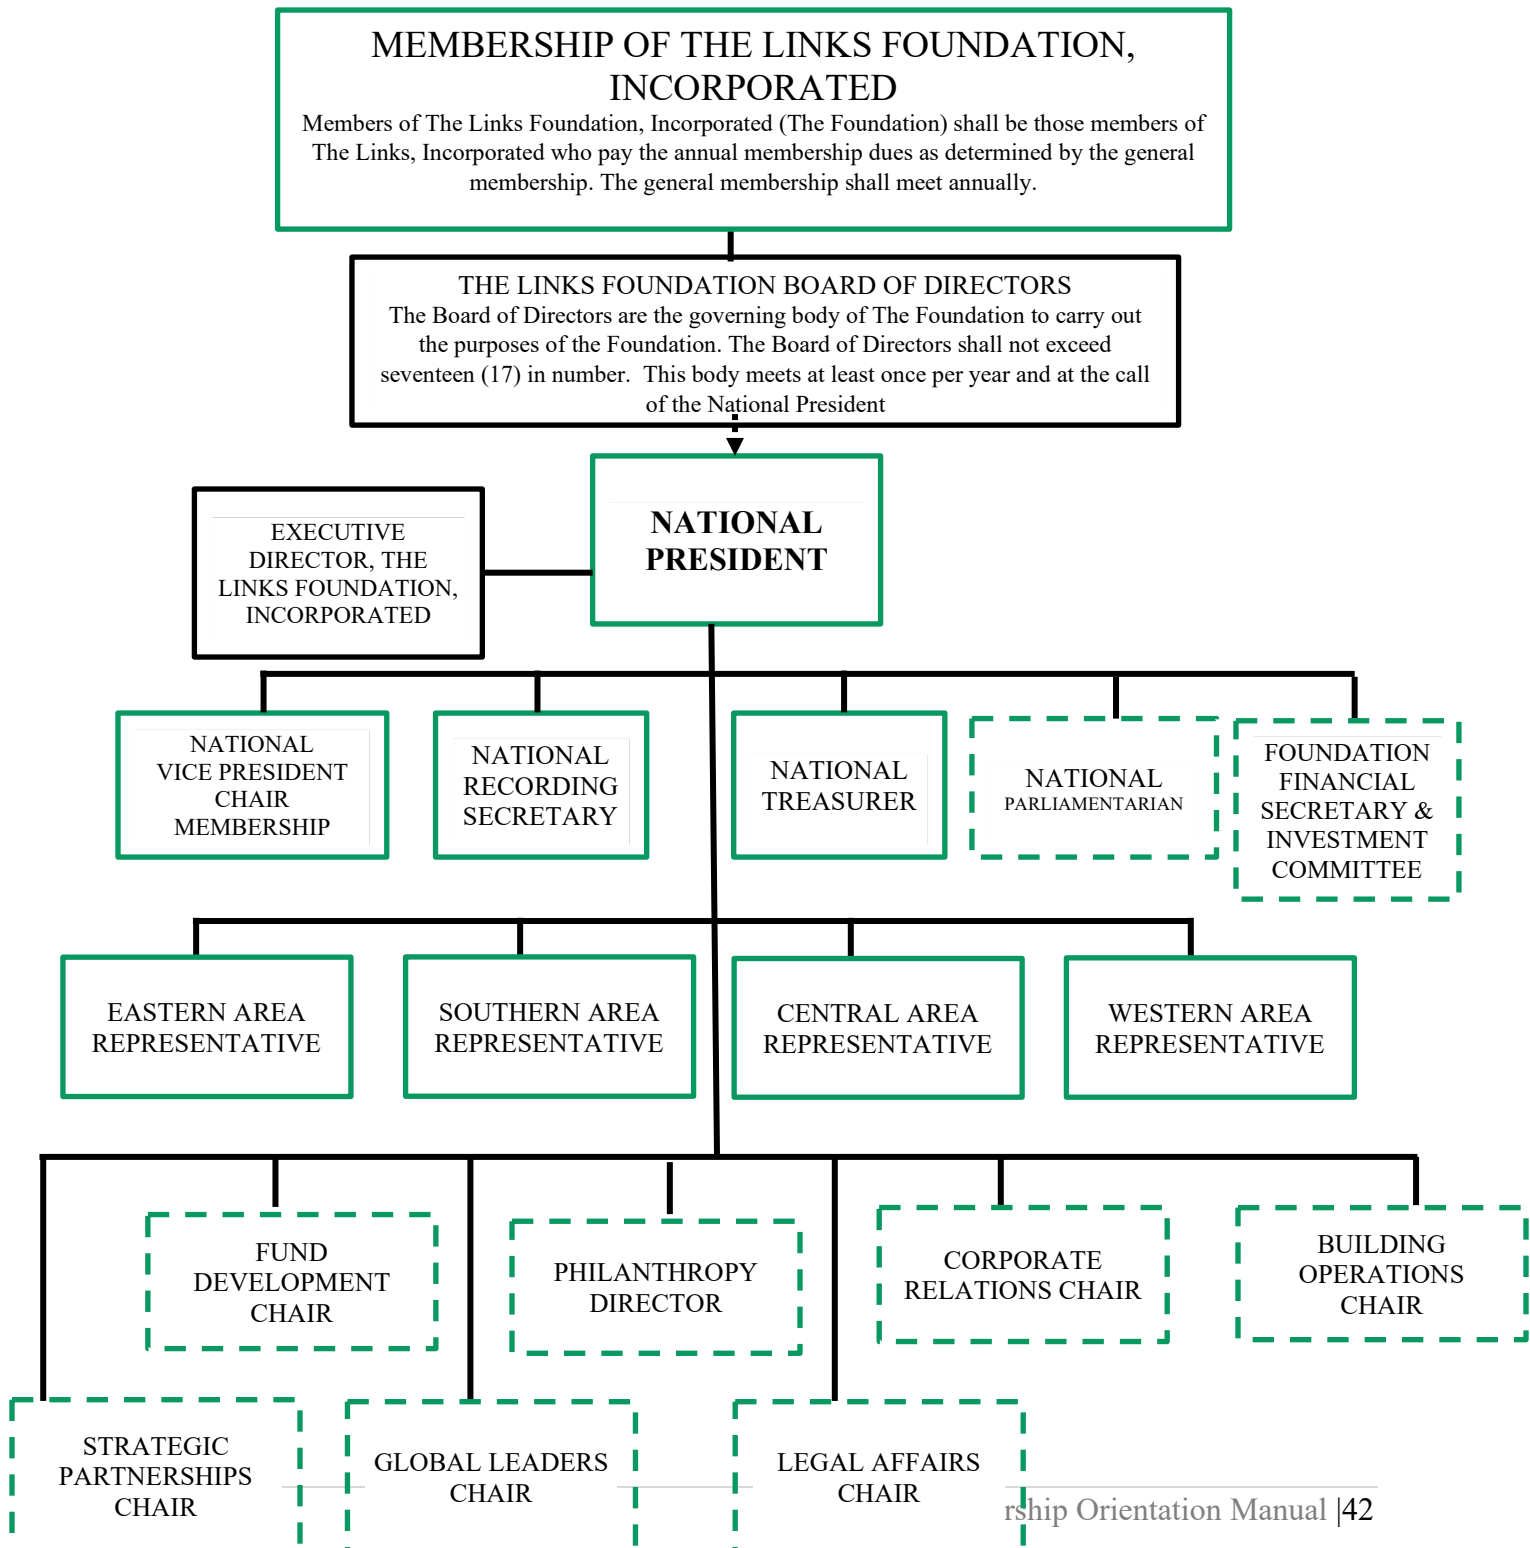 MEMBERSHIP OF THE LINKS FOUNDATION,
INCORPORATED
Members of The Links Foundation, Incorporated (The Foundation) shall be those members of
The Links, Incorporated who pay the annual membership dues as determined by the general
membership. The general membership shall meet annually.
THE LINKS FOUNDATION BOARD OF DIRECTORS
The Board of Directors are the governing body of The Foundation to carry out
the purposes of the Foundation. The Board of Directors shall not exceed
seventeen (17) in number.  This body meets at least once per year and at the call
of the National President
NATIONAL
PRESIDENT
EXECUTIVE
DIRECTOR, THE
LINKS FOUNDATION,
INCORPORATED
NATIONAL
VICE PRESIDENT
CHAIR
MEMBERSHIP
NATIONAL
RECORDING
SECRETARY
NATIONAL
TREASURER
NATIONAL
PARLIAMENTARIAN
FOUNDATION
FINANCIAL
SECRETARY &
INVESTMENT
COMMITTEE
EASTERN AREA
REPRESENTATIVE
SOUTHERN AREA
REPRESENTATIVE
CENTRAL AREA
REPRESENTATIVE
WESTERN AREA
REPRESENTATIVE
FUND
DEVELOPMENT
CHAIR
PHILANTHROPY
DIRECTOR
CORPORATE
RELATIONS CHAIR
BUILDING
OPERATIONS
CHAIR
STRATEGIC
PARTNERSHIPS
CHAIR
GLOBAL LEADERS
CHAIR
LEGAL AFFAIRS
CHAIR
rship Orientation Manual |42